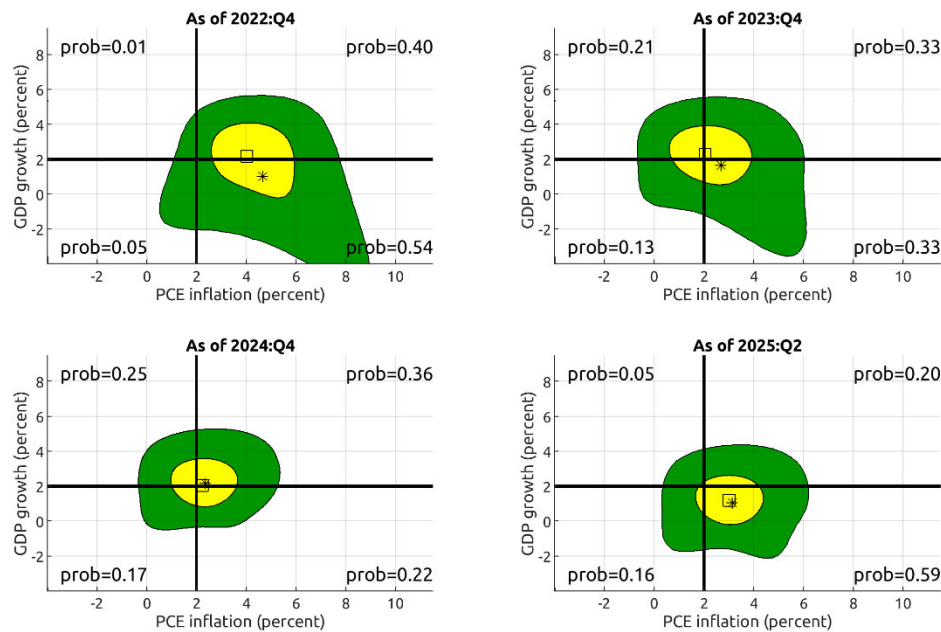 As of 2022:Q4
prob=0.01
prob=0.40
8
6
4
2
0
-2
GDP growth (percent)
prob=0.05
prob=0.54
-2 0 2 4 6 8 10
PCE inflation (percent)
As of 2023:Q4
prob=0.21
prob=0.33
8
6
4
2
0
-2
GDP growth (percent)
prob=0.13
prob=0.33
-2 0 2 4 6 8 10
PCE inflation (percent)
As of 2024:Q4
prob=0.25
prob=0.36
8
6
4
2
0
-2
GDP growth (percent)
prob=0.17
prob=0.22
-2 0 2 4 6 8 10
PCE inflation (percent)
As of 2025:Q2
prob=0.05
prob=0.20
8
6
4
2
0
-2
GDP growth (percent)
prob=0.16
prob=0.59
-2 0 2 4 6 8 10
PCE inflation (percent)